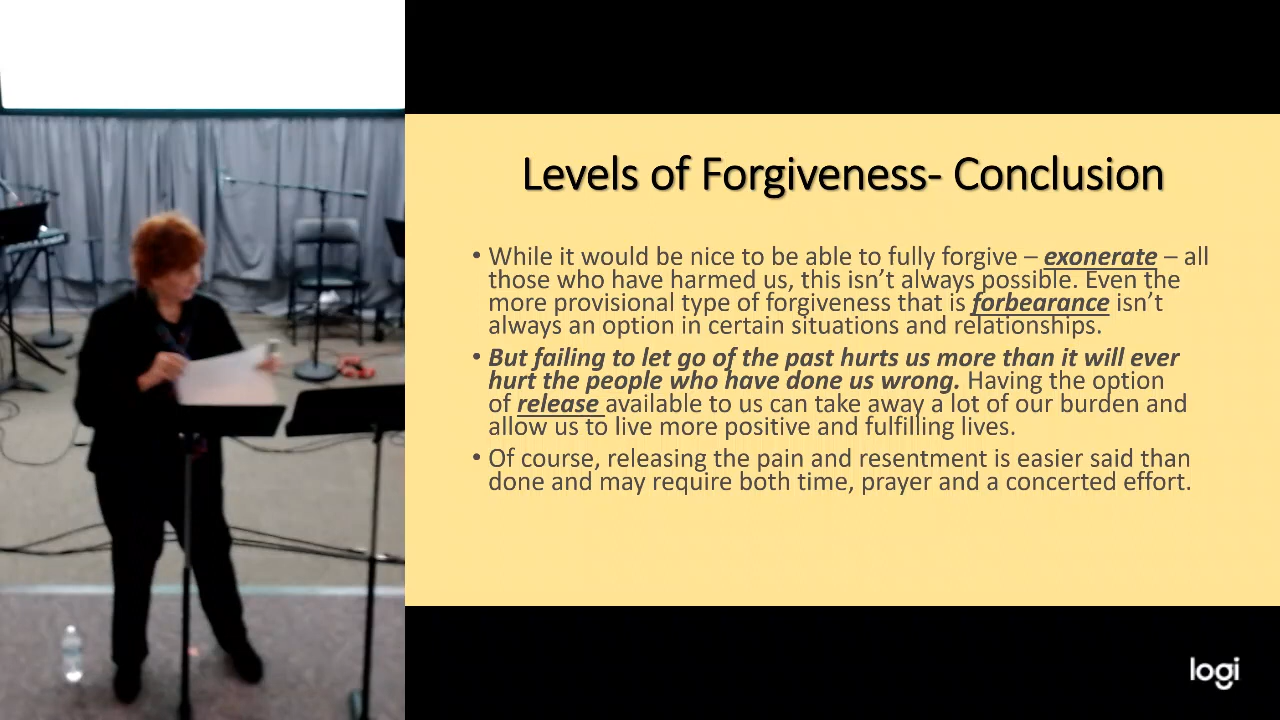 Levels of Forgiveness- Conclusion
• While it would be nice to be able to fully forgive – exonerate – all
those who have harmed us, this isn’t always possible. Even the
more provisional type of forgiveness that is forbearance isn’t
always an option in certain situations and relationships.
• But failing to let go of the past hurts us more than it will ever
hurt the people who have done us wrong. Having the option
of release available to us can take away a lot of our burden and
allow us to live more positive and fulfilling lives.
• Of course, releasing the pain and resentment is easier said than
done and may require both time, prayer and a concerted effort.
logi